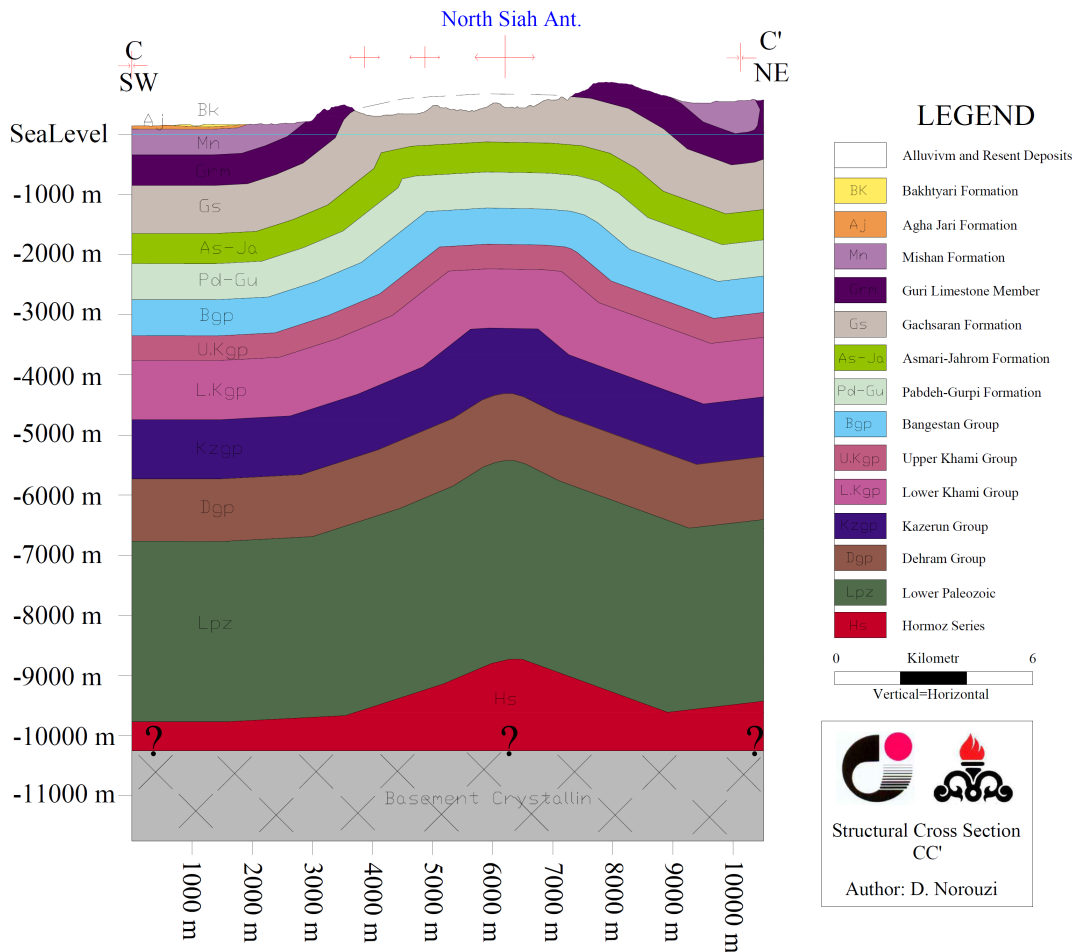 North Siah Ant.
C
SW
C'
NE
Bk
Aj
SeaLevel
Mn
Grm
-1000 m
Gs
-2000 m
As-Ja
Pd-Gu
-3000 m
Bgp
U.Kgp
-4000 m
L.Kgp
-5000 m
Kzgp
-6000 m
Dgp
-7000 m
-8000 m
Lpz
-9000 m
Hs
-10000 m
? ? ?
-11000 m
Basement Crystallin
1000 m
2000 m
3000 m
4000 m
5000 m
6000 m
7000 m
8000 m
9000 m
10000 m
LEGEND
Alluvivm and Resent Deposits
BK Bakhtyari Formation
Aj Agha Jari Formation
Mn Mishan Formation
Grm Guri Limestone Member
Gs Gachsaran Formation
As-Ja Asmari-Jahrom Formation
Pd-Gu Pabdeh-Gurpi Formation
Bgp Bangestan Group
U.Kgp Upper Khami Group
L.Kgp Lower Khami Group
Kzgp Kazerun Group
Dgp Dehram Group
Lpz Lower Paleozoic
Hs Hormoz Series
0 Kilometr 6
Vertical=Horizontal
Structural Cross Section
CC'
Author: D. Norouzi